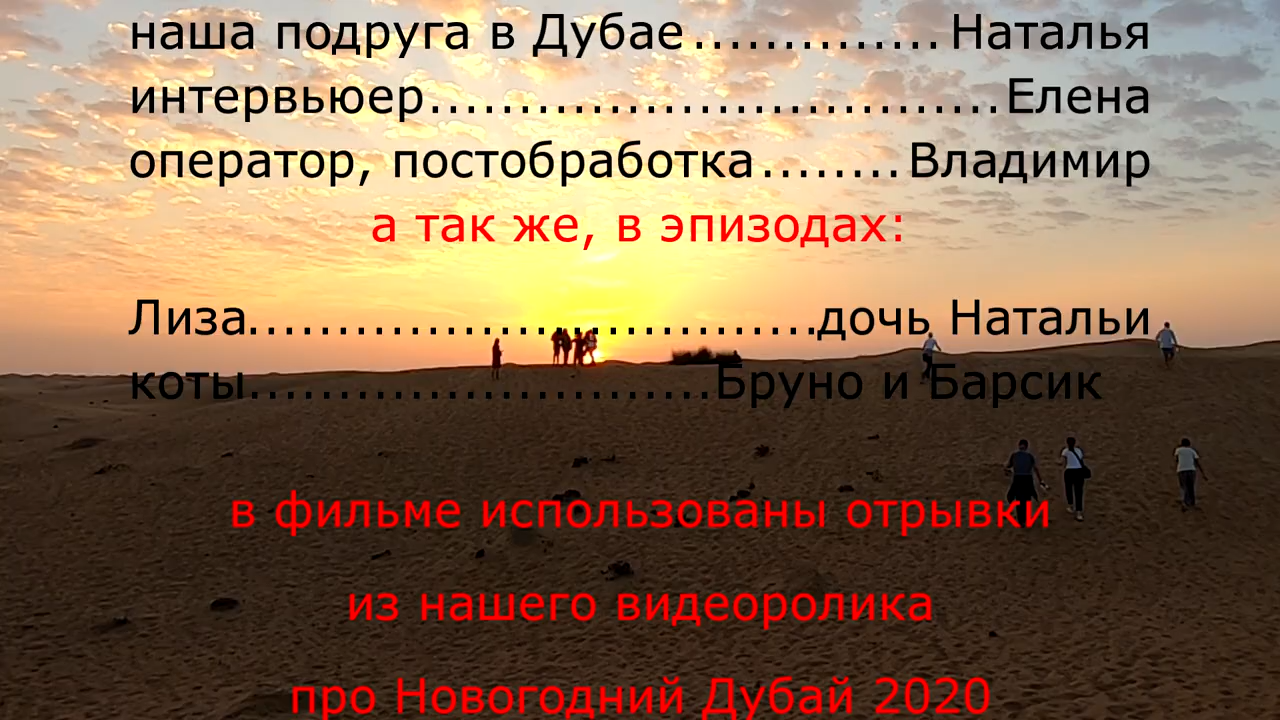 наша подруга в Дубае.............. Наталья
интервьюер................................Елена
оператор, постобработка........Владимир
а так же, в эпизодах:
Лиза................................дочь Натальи
коты..........................Бруно и Барсик
в фильме использованы отрывки
из нашего видеоролика
про Новогодний Дубай 2020